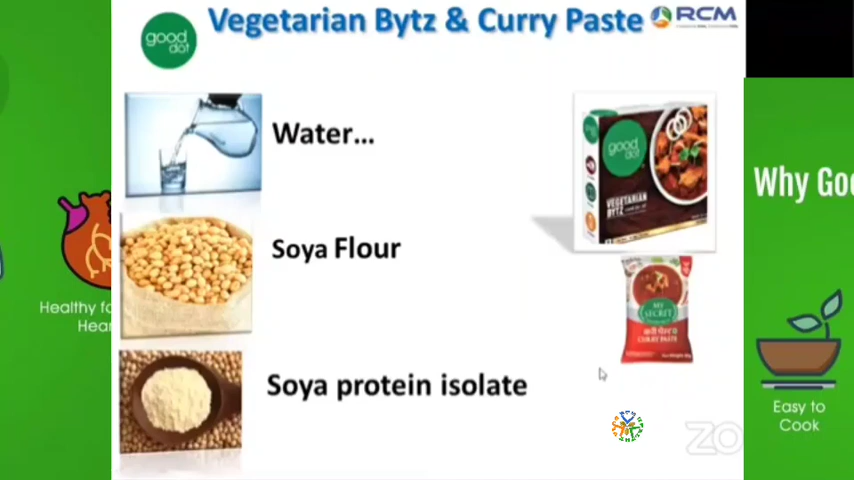 good
dot
Vegetarian Bytz & Curry Paste
RCM
Water...
good
dot
VEGETARIAN
BYTZ
Why Goo
Soya Flour
Healthy fo
Hear
MY
SECRET
CURRY PASTE
Soya protein isolate
Easy to
Cook
ZO